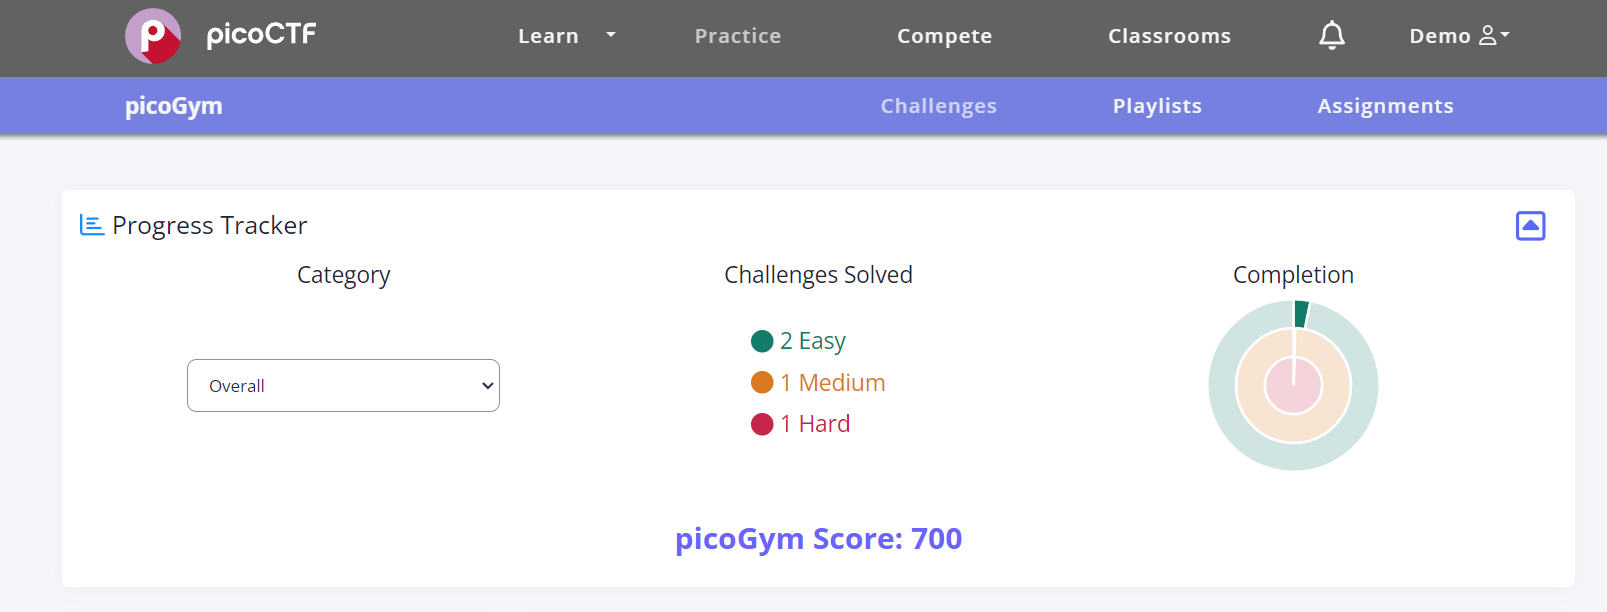 picoCTF Learn Practice Compete Classrooms Demo
picoGym Challenges Playlists Assignments
Progress Tracker
Category Challenges Solved Completion
2 Easy
1 Medium
Overall
1 Hard
picoGym Score: 700